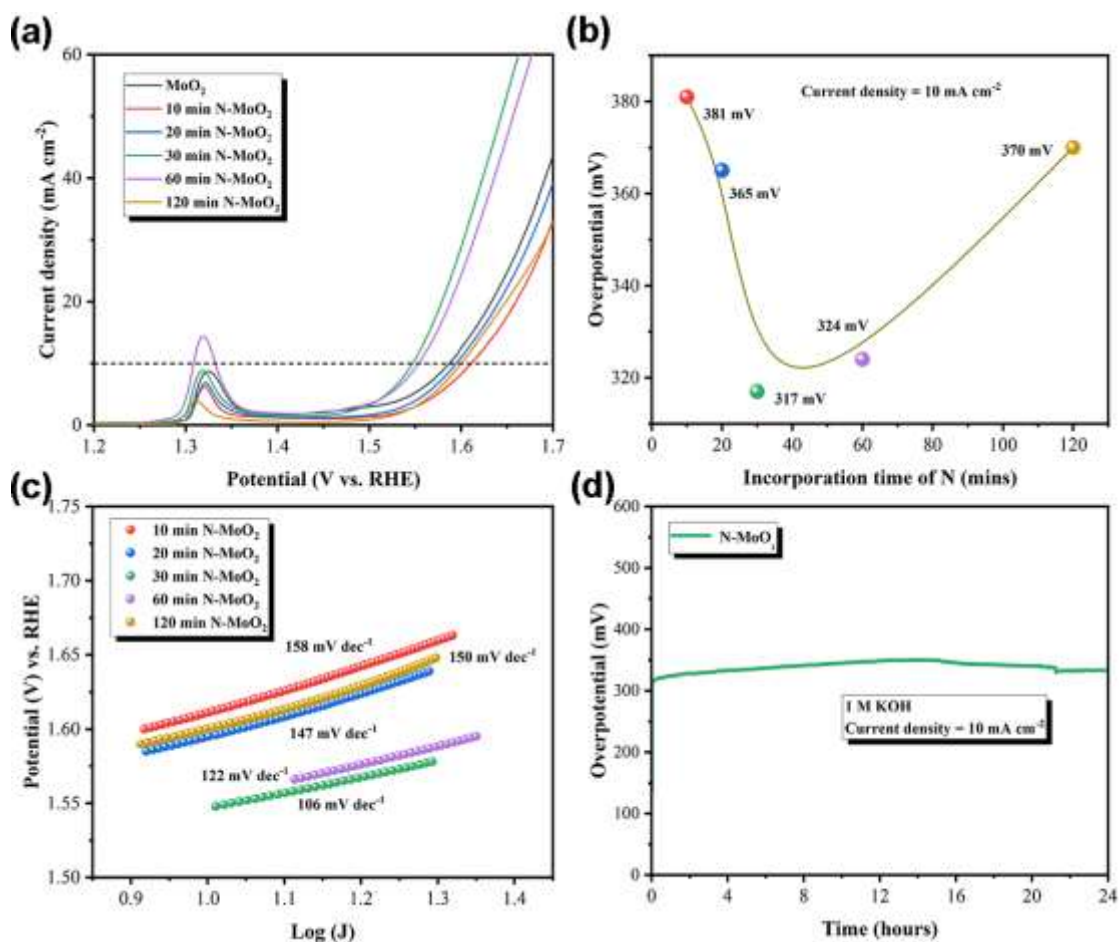 (a)
60
40
20
0
Current density (mA cm⁻²)
MoO₂
10 min N-MoO₂
20 min N-MoO₂
30 min N-MoO₂
60 min N-MoO₂
120 min N-MoO₂
1.2 1.3 1.4 1.5 1.6 1.7
Potential (V vs. RHE)
(b)
380
360
340
320
Overpotential (mV)
Current density = 10 mA cm⁻²
381 mV
365 mV
370 mV
324 mV
317 mV
0 20 40 60 80 100 120
Incorporation time of N (mins)
(c)
1.75
1.70
1.65
1.60
1.55
1.50
Potential (V) vs. RHE
10 min N-MoO₂
20 min N-MoO₂
30 min N-MoO₂
60 min N-MoO₂
120 min N-MoO₂
158 mV dec⁻¹
150 mV dec⁻¹
147 mV dec⁻¹
122 mV dec⁻¹
106 mV dec⁻¹
0.9 1.0 1.1 1.2 1.3 1.4
Log (J)
(d)
600
500
400
300
200
100
0
Overpotential (mV)
N-MoO₂
1 M KOH
Current density = 10 mA cm⁻²
0 4 8 12 16 20 24
Time (hours)